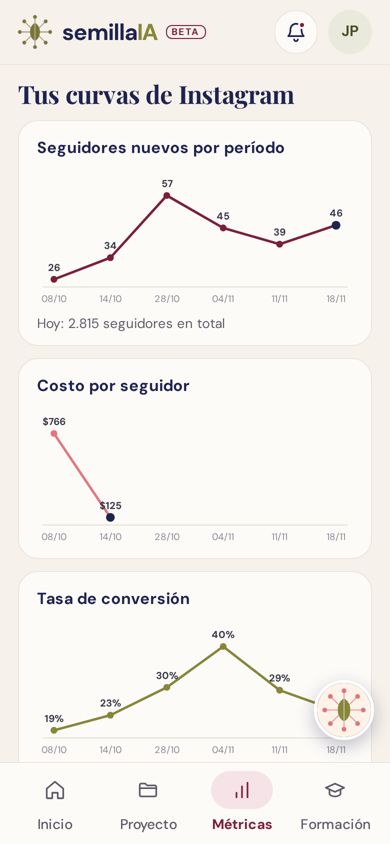 semillaIA BETA
JP
Tus curvas de Instagram
Seguidores nuevos por período
57
46
45
39
34
26
08/10 14/10 28/10 04/11 11/11 18/11
Hoy: 2.815 seguidores en total
Costo por seguidor
$766
$125
08/10 14/10 28/10 04/11 11/11 18/11
Tasa de conversión
40%
30%
29%
23%
19%
08/10 14/10 28/10 04/11 11/11 18/11
Inicio Proyecto Métricas Formación